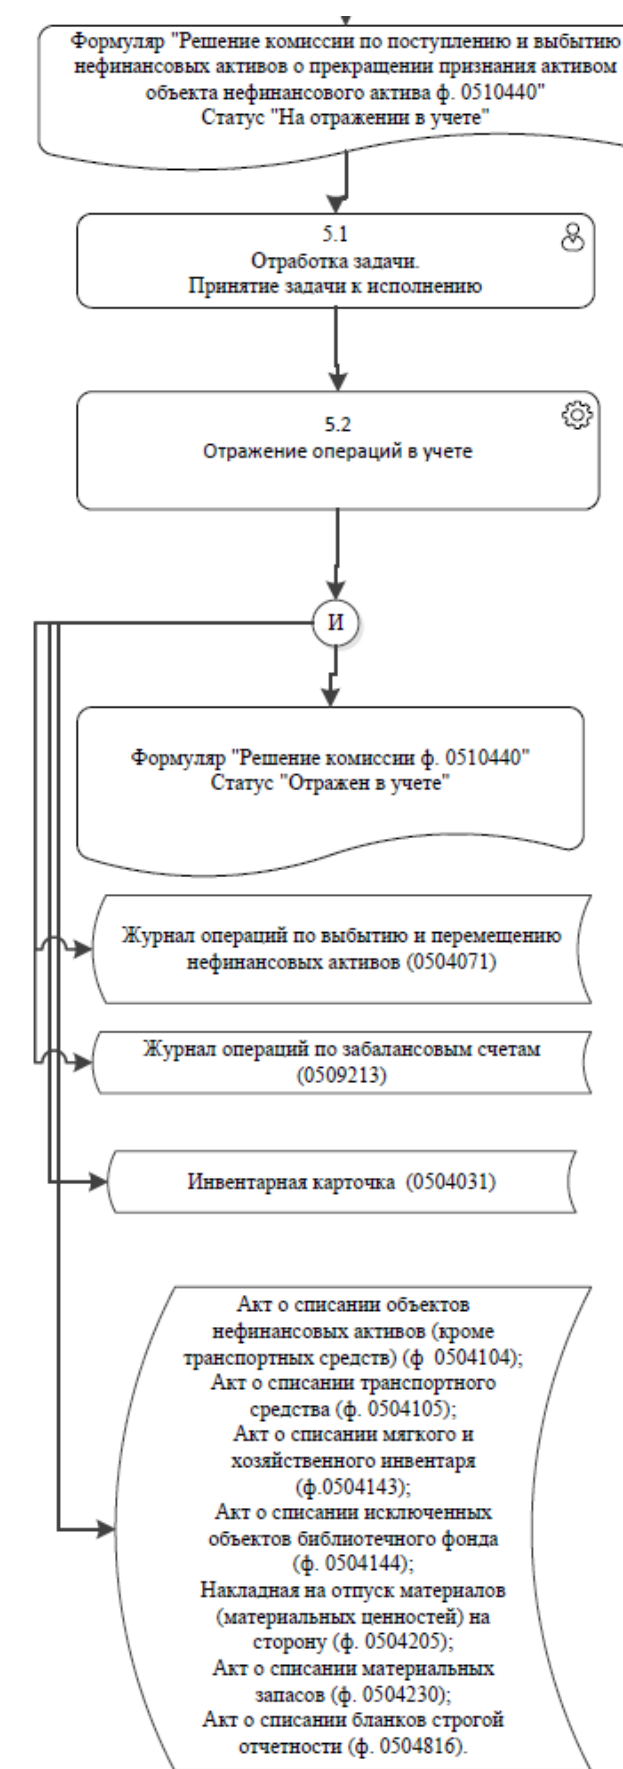 Формуляр "Решение комиссии по поступлению и выбытию
нефинансовых активов о прекращении признания активом
объекта нефинансового актива ф. 0510440"
Статус "На отражении в учете"
5.1
Отработка задачи.
Принятие задачи к исполнению
5.2
Отражение операций в учете
И
Формуляр "Решение комиссии ф. 0510440"
Статус "Отражен в учете"
Журнал операций по выбытию и перемещению
нефинансовых активов (0504071)
Журнал операций по забалансовым счетам
(0509213)
Инвентарная карточка (0504031)
Акт о списании объектов
нефинансовых активов (кроме
транспортных средств) (ф 0504104);
Акт о списании транспортного
средства (ф. 0504105);
Акт о списании мягкого и
хозяйственного инвентаря
(ф.0504143);
Акт о списании исключенных
объектов библиотечного фонда
(ф. 0504144);
Накладная на отпуск материалов
(материальных ценностей) на
сторону (ф. 0504205);
Акт о списании материальных
запасов (ф. 0504230);
Акт о списании бланков строгой
отчетности (ф. 0504816).